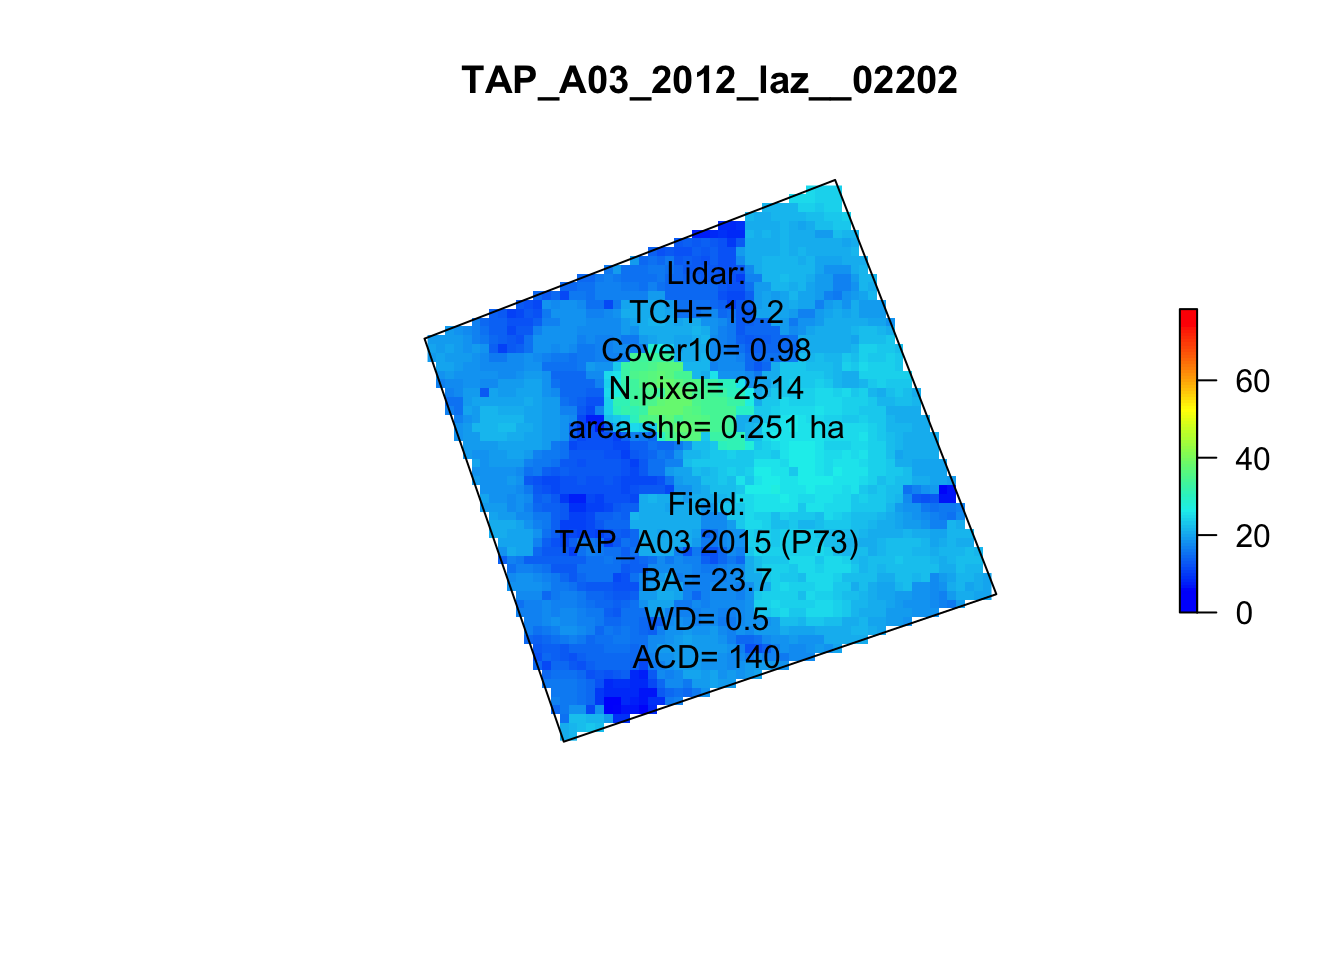 TAP_A03_2012_laz__02202
Lidar:
TCH= 19.2
Cover10= 0.98
N.pixel= 2514
area.shp= 0.251 ha
Field:
TAP_A03 2015 (P73)
BA= 23.7
WD= 0.5
ACD= 140
60
40
20
0